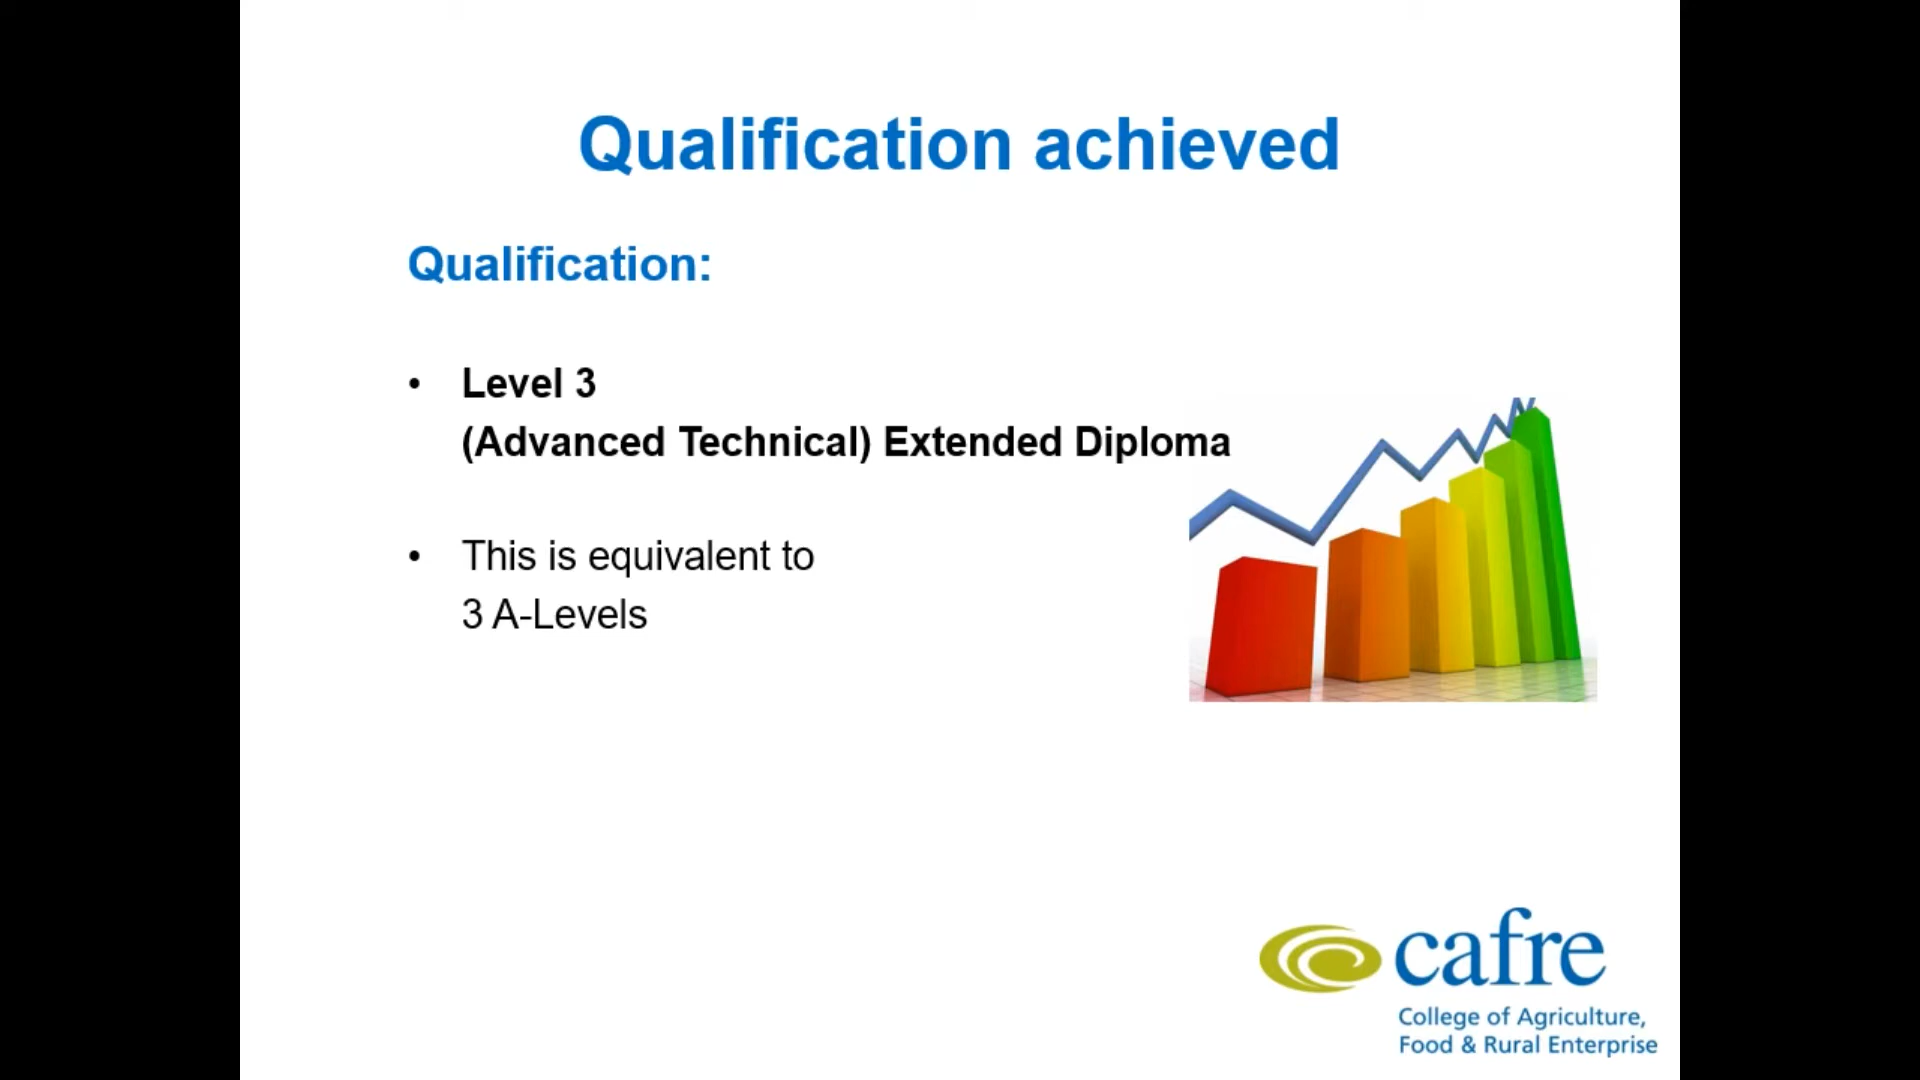 Qualification achieved
Qualification:
• Level 3
(Advanced Technical) Extended Diploma
• This is equivalent to
3 A-Levels
cafre
College of Agriculture,
Food & Rural Enterprise